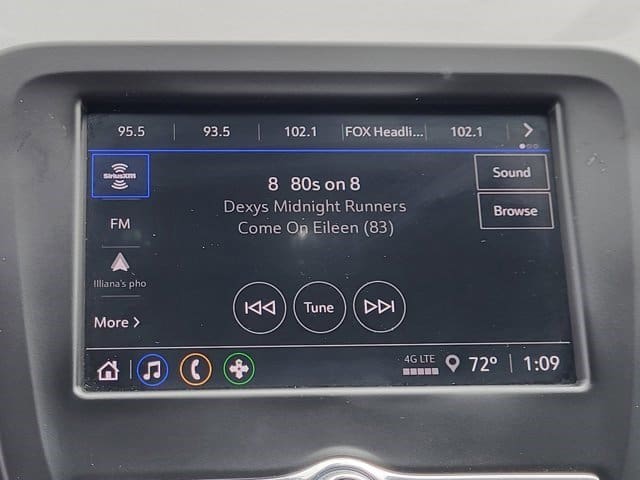 95.5 93.5 102.1 FOX Headli... 102.1
SiriusXM
8 80s on 8
Sound
Dexys Midnight Runners
Browse
FM
Come On Eileen (83)
Illiana's pho
Tune
More
4G LTE 72° 1:09